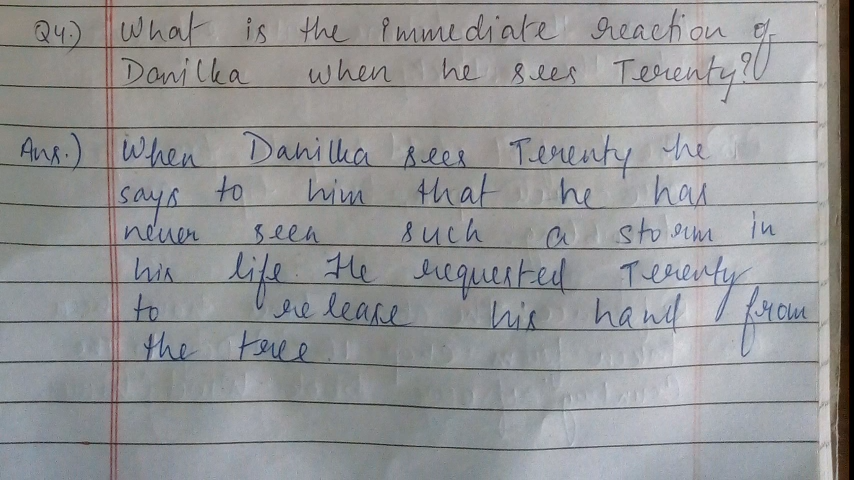 Q4.) What is the immediate reaction of
Danilka when he sees Terenty?
Ans.) When Danilka sees Terenty he
says to him that he has
never seen such a storm in
his life. He requested Terenty
to release his hand from
the tree.